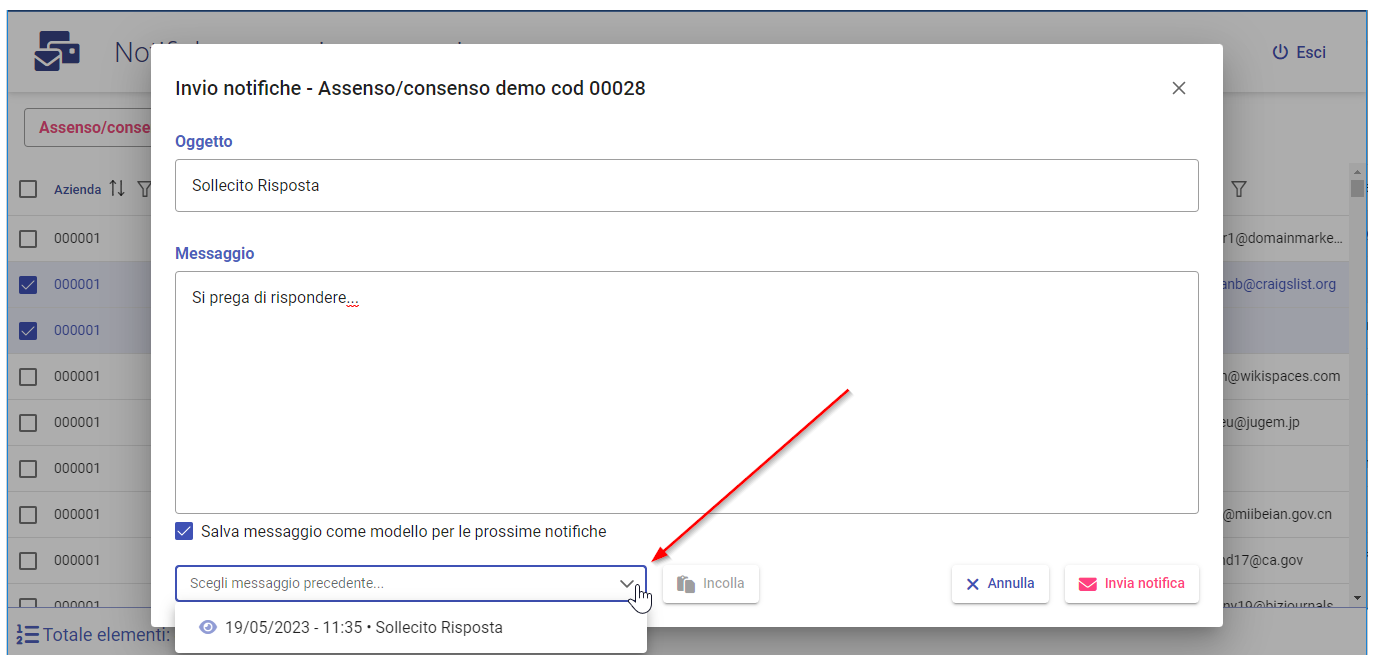 Esci
Invio notifiche - Assenso/consenso demo cod 00028
Assenso/conse
Oggetto
Sollecito Risposta
Azienda
Messaggio
000001
r1@domainmarke...
Si prega di rispondere...
000001
anb@craigslist.org
000001
000001
n@wikispaces.com
000001
eu@jugem.jp
000001
000001
@miibeian.gov.cn
Salva messaggio come modello per le prossime notifiche
000001
nd17@ca.gov
Scegli messaggio precedente...
Incolla
Annulla
Invia notifica
000001
ny19@bizjournals
Totale elementi:
19/05/2023 - 11:35 • Sollecito Risposta